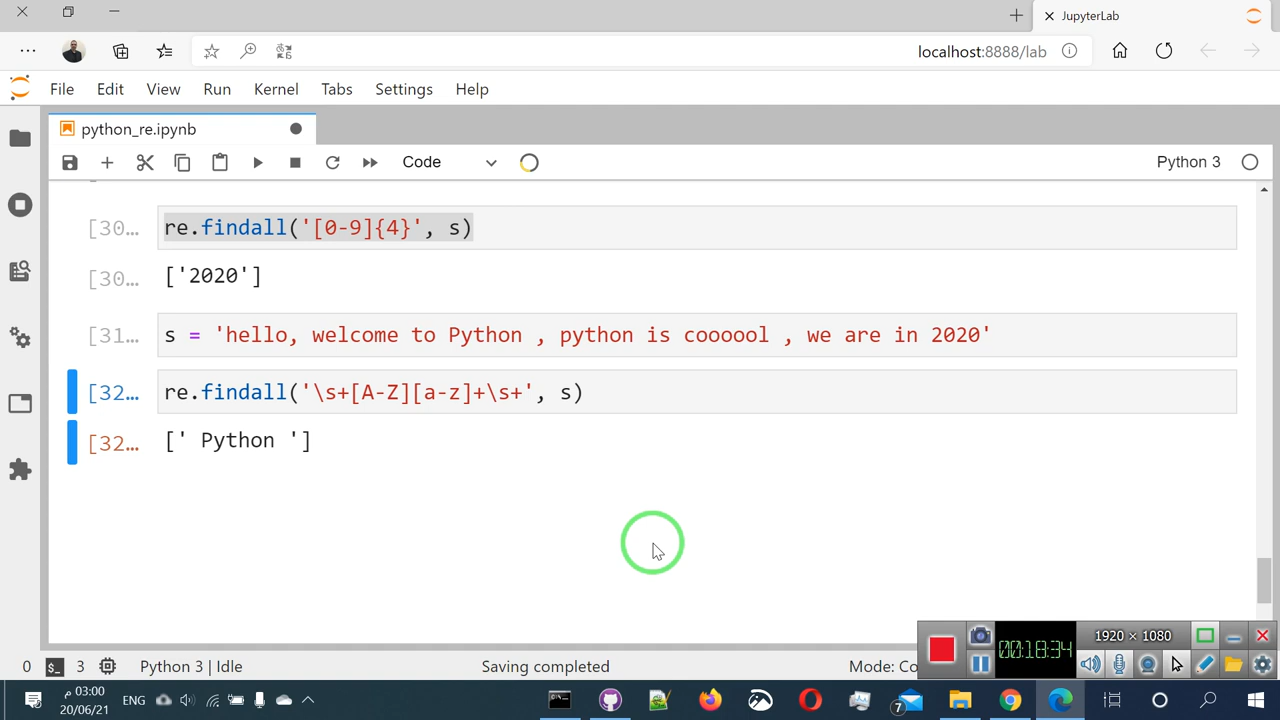 JupyterLab
localhost:8888/lab
File Edit View Run Kernel Tabs Settings Help
python_re.ipynb
Code Python 3
[30… re.findall('[0-9]{4}', s)
[30… ['2020']
[31… s = 'hello, welcome to Python , python is coooool , we are in 2020'
[32… re.findall('\s+[A-Z][a-z]+\s+', s)
[32… [' Python ']
1920 × 1080
00:18:34
0 3 Python 3 | Idle Saving completed Mode: Co
03:00 م ENG
20/06/21
7